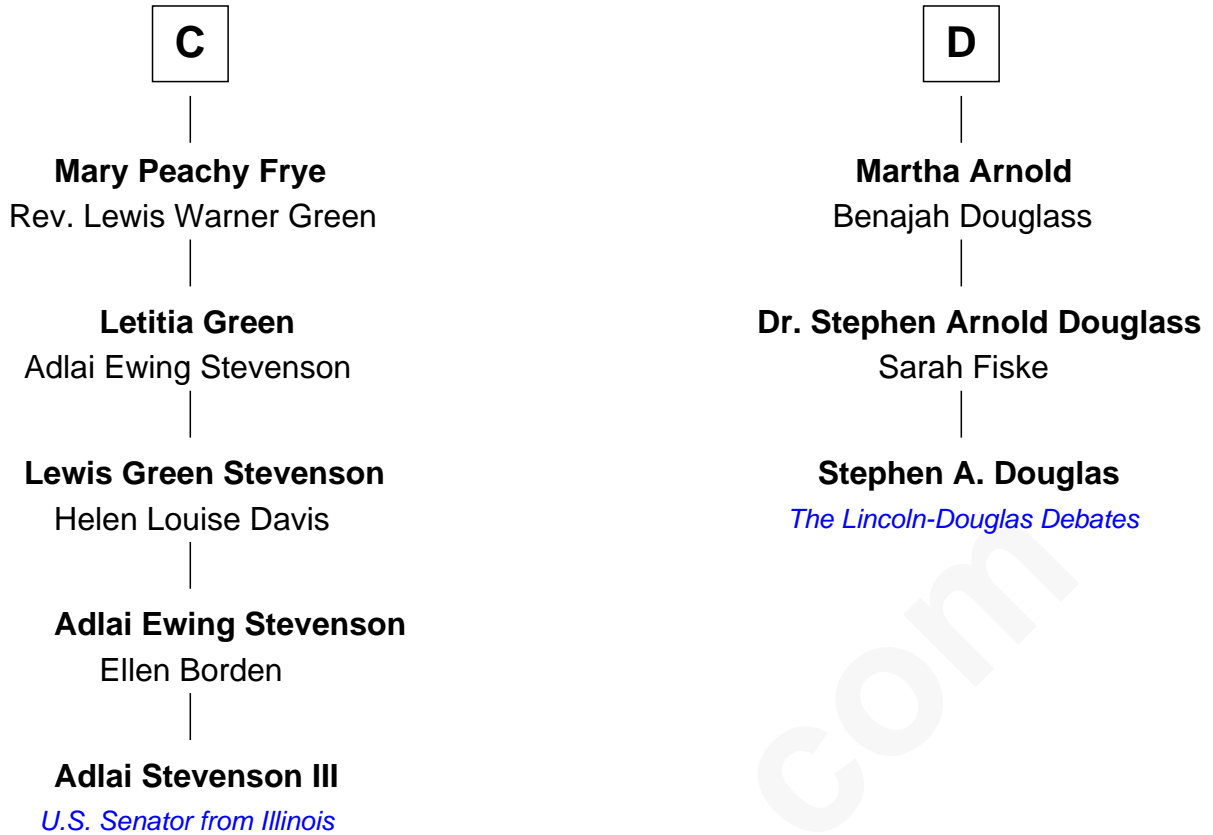 C
Mary Peachy Frye
Rev. Lewis Warner Green
Letitia Green
Adlai Ewing Stevenson
Lewis Green Stevenson
Helen Louise Davis
Adlai Ewing Stevenson
Ellen Borden
Adlai Stevenson III
U.S. Senator from Illinois
D
Martha Arnold
Benajah Douglass
Dr. Stephen Arnold Douglass
Sarah Fiske
Stephen A. Douglas
The Lincoln-Douglas Debates
com